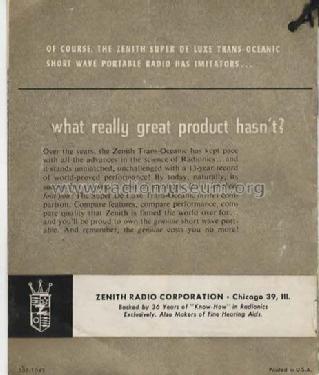 OF COURSE, THE ZENITH SUPER DE LUXE TRANS-OCEANIC
SHORT WAVE PORTABLE RADIO HAS IMITATORS...
what really great product hasn't?
Over the years, the Zenith Trans-Oceanic has kept pace
with all the advances in the science of Radionics...and
it stands unmatched, unchallenged with a 13-year record
of world-proved performance! By today, naturally, its
www.radiomuseum.org
The Super De Luxe Trans-Oceanic invites com-
parison. Compare features, compare performance, com-
pare quality that Zenith is famed the world over for...
and you'll be proud to own the genuine short wave port-
able. And remember, the genuine costs you no more!
ZENITH RADIO CORPORATION - Chicago 39, Ill.
Backed by 36 Years of "Know-How" in Radionics
Exclusively. Also Makers of Fine Hearing Aids.
Printed in U.S.A.